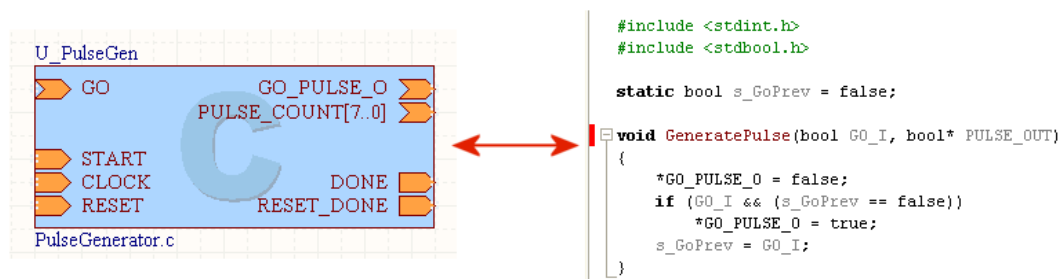 U_PulseGen
GO GO_PULSE_O
PULSE_COUNT[7..0]
C
START
CLOCK DONE
RESET RESET_DONE
PulseGenerator.c
#include <stdint.h>
#include <stdbool.h>
static bool s_GoPrev = false;
void GeneratePulse(bool GO_I, bool* PULSE_OUT)
{
*GO_PULSE_O = false;
if (GO_I && (s_GoPrev == false))
*GO_PULSE_O = true;
s_GoPrev = GO_I;
}